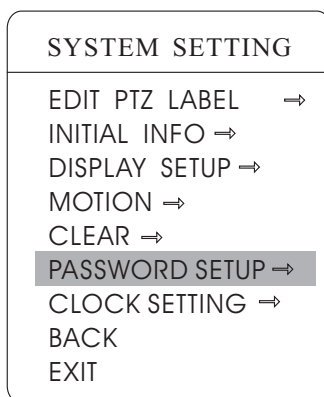 SYSTEM SETTING
EDIT PTZ LABEL ⇒
INITIAL INFO ⇒
DISPLAY SETUP ⇒
MOTION ⇒
CLEAR ⇒
PASSWORD SETUP ⇒
CLOCK SETTING ⇒
BACK
EXIT